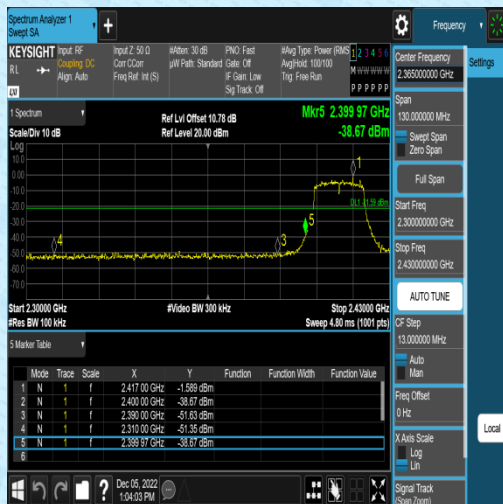 Spectrum Analyzer 1
Swept SA
Frequency
KEYSIGHT
Input: RF
Coupling: DC
Align: Auto
Input Z: 50 Ω
Corr CCorr
Freq Ref: Int (S)
#Atten: 30 dB
µW Path: Standard
PNO: Fast
Gate: Off
IF Gain: Low
Sig Track: Off
#Avg Type: Power (RMS
Avg|Hold: 100/100
Trig: Free Run
1 2 3 4 5 6
M W W W W W
P P P P P P
R L
LXI
1 Spectrum
Scale/Div 10 dB
Ref Lvl Offset 10.78 dB
Ref Level 20.00 dBm
Mkr5 2.399 97 GHz
-38.67 dBm
Log
10.0
0.00
-10.0
-20.0
-30.0
-40.0
-50.0
-60.0
-70.0
1
DL1 -21.59 dBm
5
4
3
Start 2.30000 GHz
#Res BW 100 kHz
#Video BW 300 kHz
Stop 2.43000 GHz
Sweep 4.80 ms (1001 pts)
5 Marker Table
Mode Trace Scale X Y Function Function Width Function Value
1 N 1 f 2.417 00 GHz -1.589 dBm
2 N 1 f 2.400 00 GHz -38.67 dBm
3 N 1 f 2.390 00 GHz -51.63 dBm
4 N 1 f 2.310 00 GHz -51.35 dBm
5 N 1 f 2.399 97 GHz -38.67 dBm
6
Dec 05, 2022
1:04:03 PM
Center Frequency
2.365000000 GHz
Span
130.000000 MHz
Swept Span
Zero Span
Full Span
Start Freq
2.300000000 GHz
Stop Freq
2.430000000 GHz
AUTO TUNE
CF Step
13.000000 MHz
Auto
Man
Freq Offset
0 Hz
X Axis Scale
Log
Lin
Signal Track
(Span Zoom)
Settings
Local